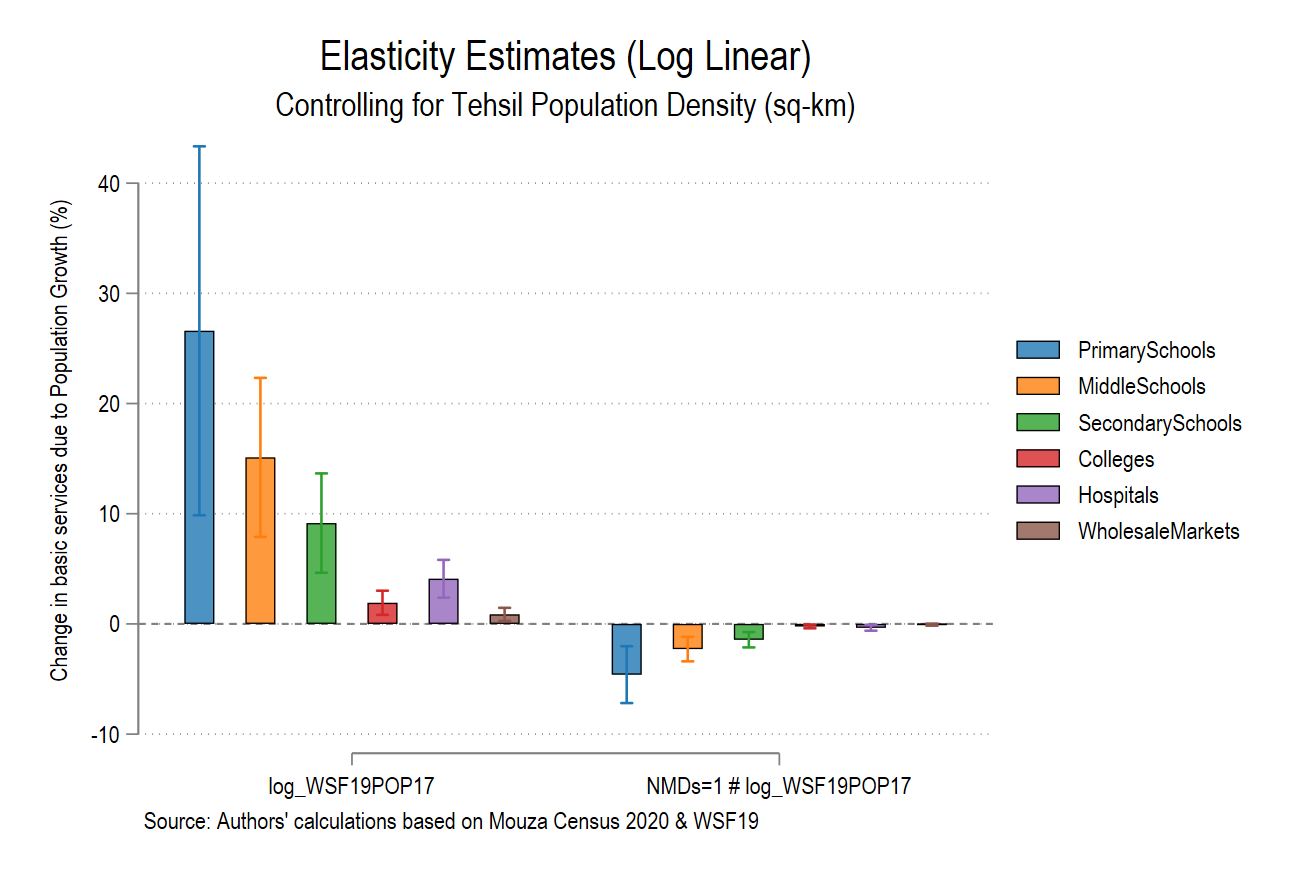 Elasticity Estimates (Log Linear)
Controlling for Tehsil Population Density (sq-km)
Change in basic services due to Population Growth (%)
40
30
20
10
0
-10
PrimarySchools
MiddleSchools
SecondarySchools
Colleges
Hospitals
WholesaleMarkets
log_WSF19POP17
NMDs=1 # log_WSF19POP17
Source: Authors' calculations based on Mouza Census 2020 & WSF19